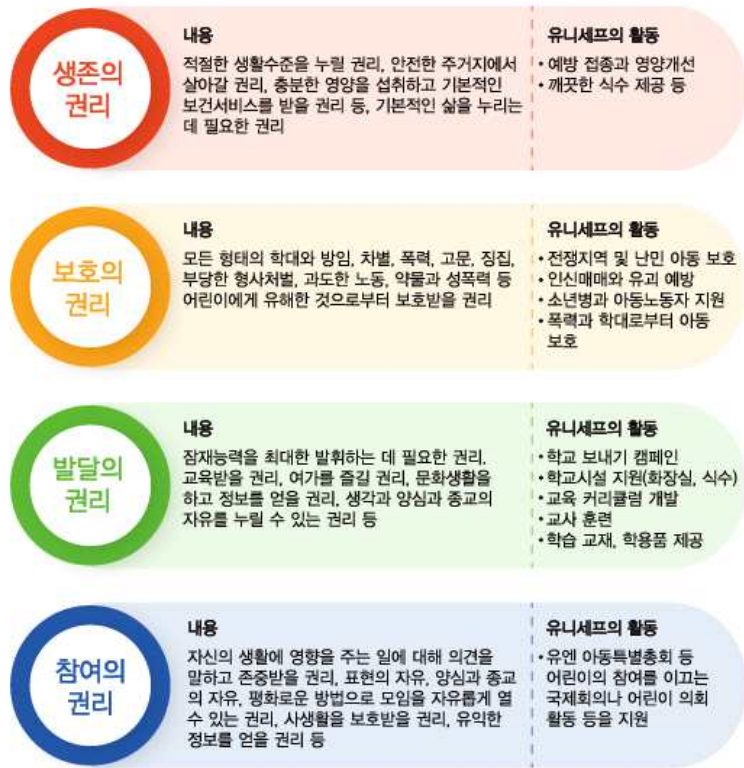 생존의
권리
내용
적절한 생활수준을 누릴 권리, 안전한 주거지에서
살아갈 권리, 충분한 영양을 섭취하고 기본적인
보건서비스를 받을 권리 등, 기본적인 삶을 누리는
데 필요한 권리
유니세프의 활동
• 예방 접종과 영양개선
• 깨끗한 식수 제공 등
보호의
권리
내용
모든 형태의 학대와 방임, 차별, 폭력, 고문, 징집,
부당한 형사처벌, 과도한 노동, 약물과 성폭력 등
어린이에게 유해한 것으로부터 보호받을 권리
유니세프의 활동
• 전쟁지역 및 난민 아동 보호
• 인신매매와 유괴 예방
• 소년병과 아동노동자 지원
• 폭력과 학대로부터 아동
보호
발달의
권리
내용
잠재능력을 최대한 발휘하는 데 필요한 권리,
교육받을 권리, 여가를 즐길 권리, 문화생활을
하고 정보를 얻을 권리, 생각과 양심과 종교의
자유를 누릴 수 있는 권리 등
유니세프의 활동
• 학교 보내기 캠페인
• 학교시설 지원(화장실, 식수)
• 교육 커리큘럼 개발
• 교사 훈련
• 학습 교재, 학용품 제공
참여의
권리
내용
자신의 생활에 영향을 주는 일에 대해 의견을
말하고 존중받을 권리, 표현의 자유, 양심과 종교
의 자유, 평화로운 방법으로 모임을 자유롭게 열
수 있는 권리, 사생활을 보호받을 권리, 유익한
정보를 얻을 권리 등
유니세프의 활동
• 유엔 아동특별총회 등
어린이의 참여를 이끄는
국제회의나 어린이 의회
활동 등을 지원